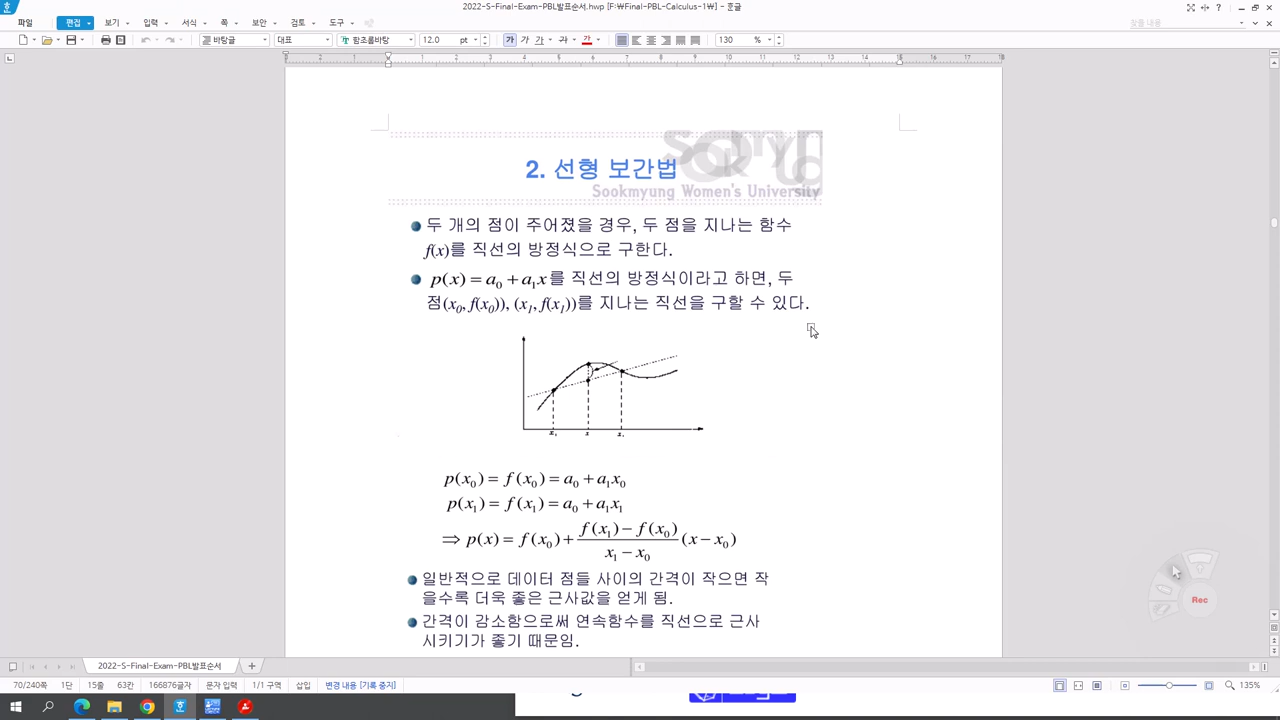 2022-S-Final-Exam-PBL발표순서.hwp [F:₩Final-PBL-Calculus-1₩] - 흔글
파일 편집 보기 입력 서식 쪽 보안 검토 도구 찾을 내용
바탕글 대표 함초롬바탕 12.0 pt 가 가 가 가 가 가 130 %
2. 선형 보간법
Sookmyung Women's University
두 개의 점이 주어졌을 경우, 두 점을 지나는 함수
f(x)를 직선의 방정식으로 구한다.
p(x) = a₀ + a₁x를 직선의 방정식이라고 하면, 두
점(x₀, f(x₀)), (x₁, f(x₁))를 지나는 직선을 구할 수 있다.
p(x₀) = f(x₀) = a₀ + a₁x₀
p(x₁) = f(x₁) = a₀ + a₁x₁
⇒ p(x) = f(x₀) + (f(x₁) − f(x₀))/(x₁ − x₀) (x − x₀)
일반적으로 데이터 점들 사이의 간격이 작으면 작
을수록 더욱 좋은 근사값을 얻게 됨.
간격이 감소함으로써 연속함수를 직선으로 근사
시키기가 좋기 때문임.
Rec
2022-S-Final-Exam-PBL발표순서
70/240쪽 1단 15줄 63칸 166876글자 문자 입력 1/1 구역 삽입 변경 내용 [기록 중지] 135%